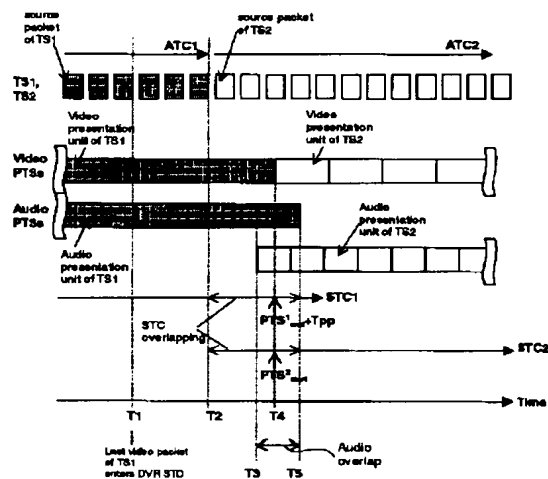 source
packet
of TS1
ATC1
source packet
of TS2
ATC2
TS1,
TS2
Video
presentation
unit of TS1
Video
presentation
unit of TS2
Video
PTSs
Audio
PTSs
Audio
presentation
unit of TS1
Audio
presentation
unit of TS2
STC1
STC
overlapping
PTS¹ +Tpp
STC2
PTS²
Time
T1
T2
T4
Last video packet
of TS1
enters DVR STD
T3
T5
Audio
overlap